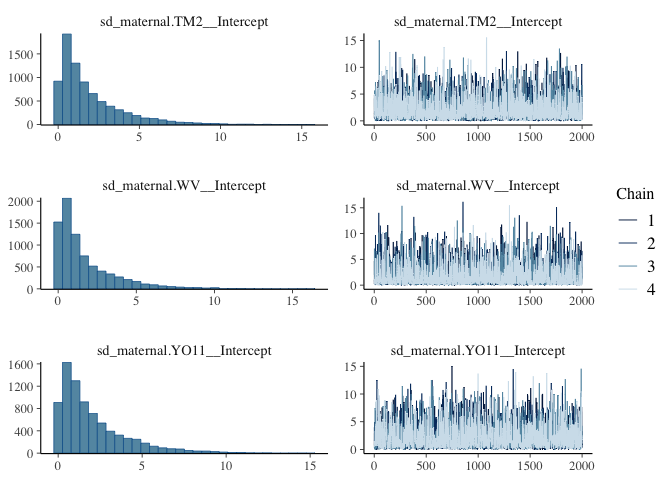 sd_maternal.TM2__Intercept
sd_maternal.TM2__Intercept
1500
1000
500
0
0 5 10 15
15
10
5
0
0 500 1000 1500 2000
sd_maternal.WV__Intercept
sd_maternal.WV__Intercept
2000
1500
1000
500
0
0 5 10 15
15
10
5
0
0 500 1000 1500 2000
Chain
1
2
3
4
sd_maternal.YO11__Intercept
sd_maternal.YO11__Intercept
1600
1200
800
400
0
0 5 10 15
15
10
5
0
0 500 1000 1500 2000